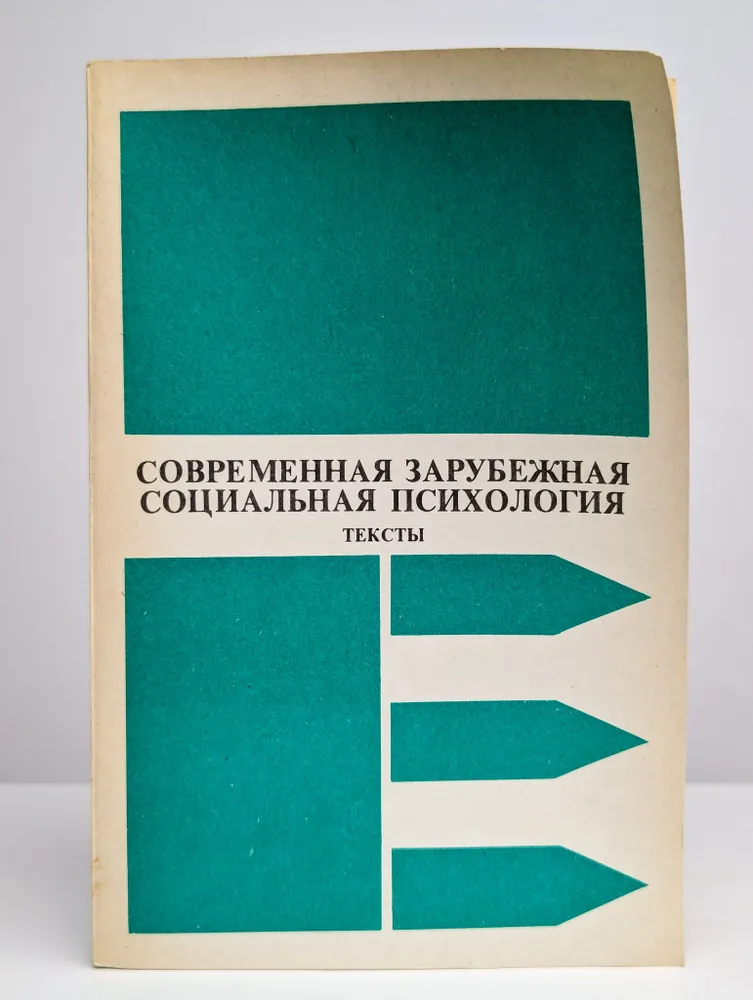 СОВРЕМЕННАЯ ЗАРУБЕЖНАЯ
СОЦИАЛЬНАЯ ПСИХОЛОГИЯ
ТЕКСТЫ